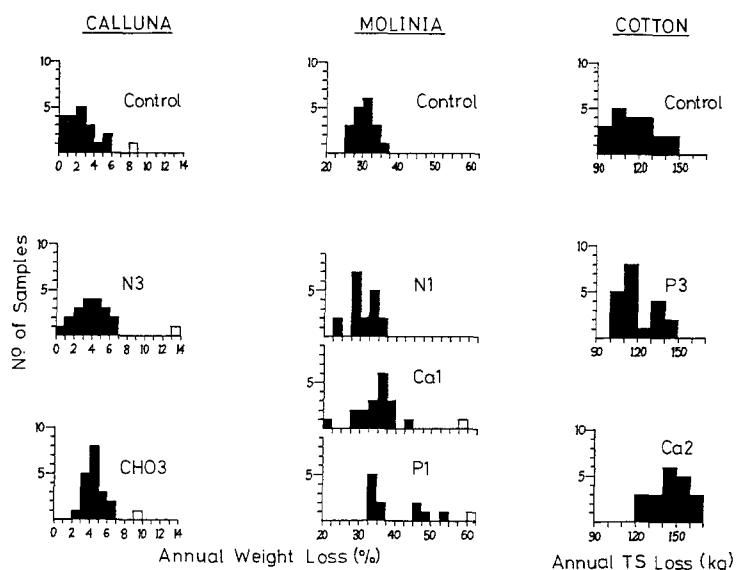 CALLUNA MOLINIA COTTON
10 10 10
Control Control Control
5 5 5
0 2 4 6 8 10 14 20 30 40 50 60 90 120 150
Nº of Samples
10 10 10
N3 N1 P3
5 5 5
0 2 4 6 8 10 14 90 120 150
Ca1
5
10 10
CHO3 P1 Ca2
5 5 5
0 2 4 6 8 10 14 20 30 40 50 60 90 120 150
Annual Weight Loss (%) Annual TS Loss (kg)